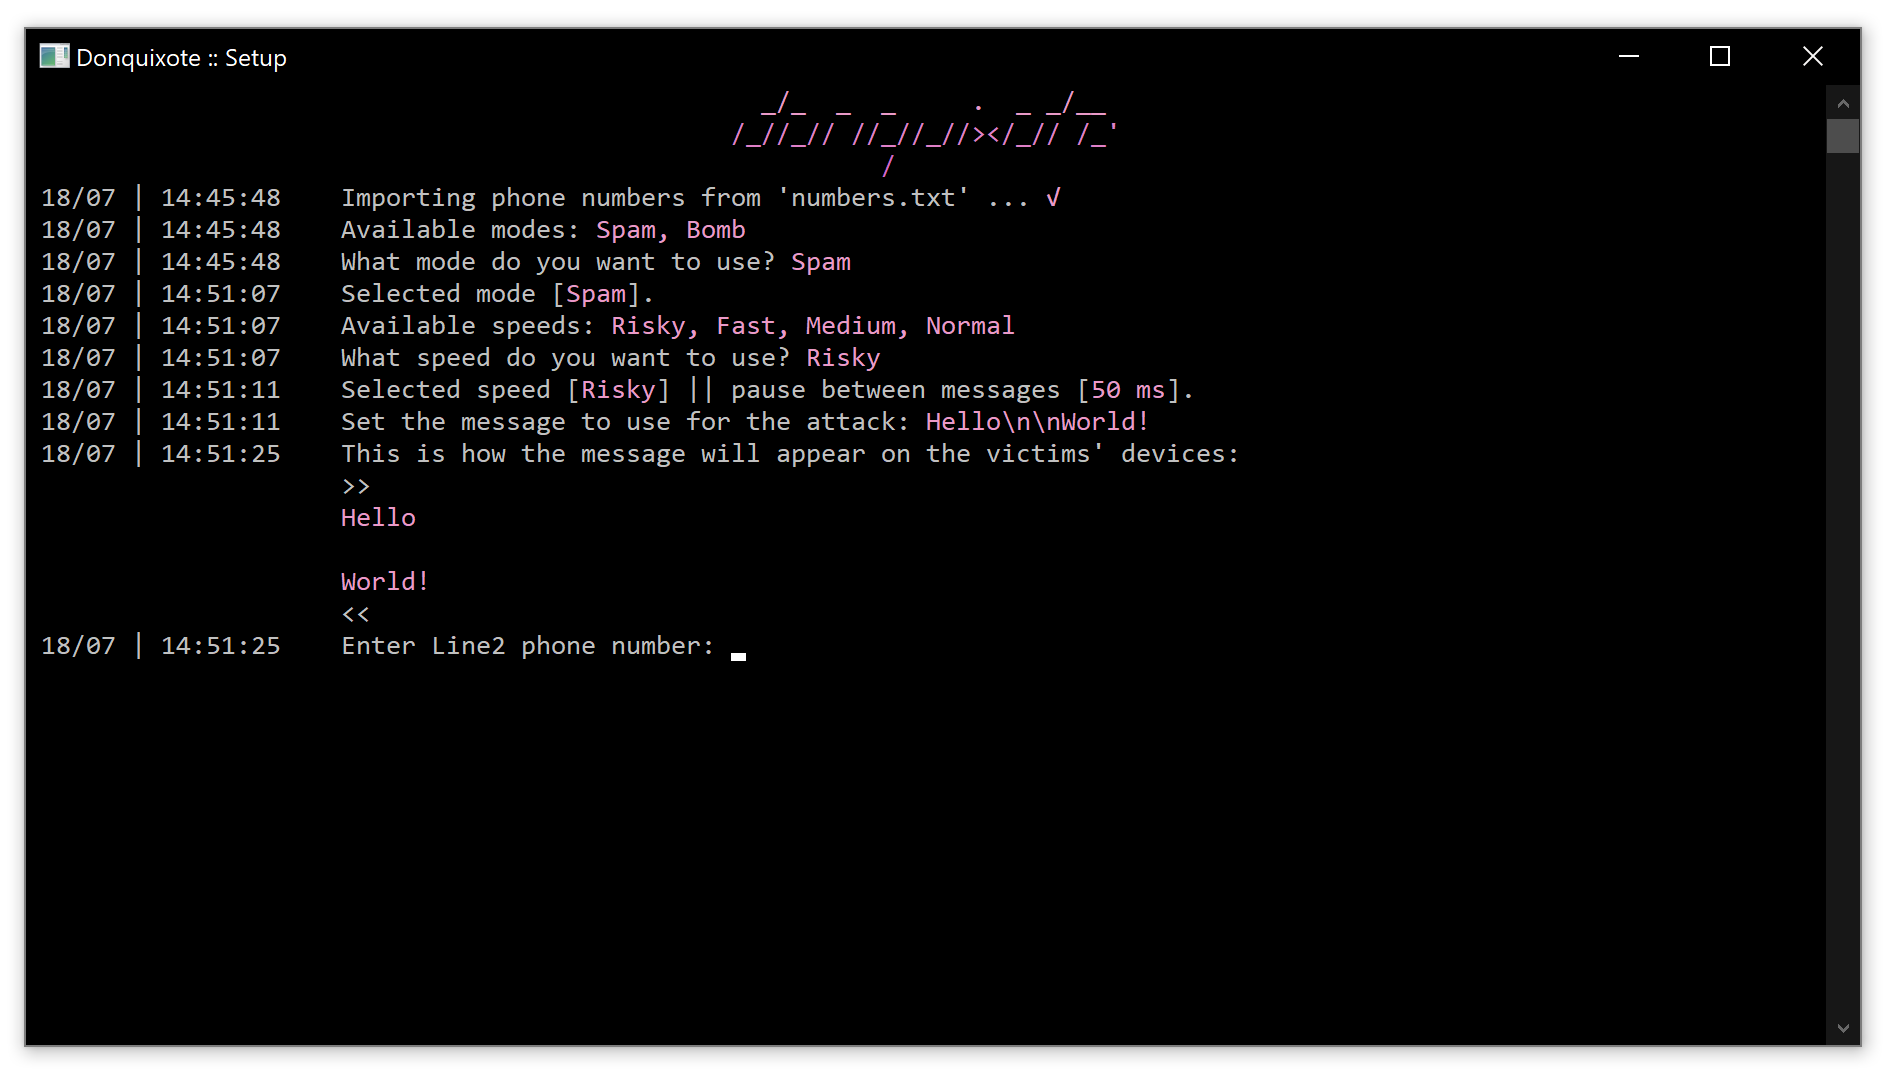 Donquixote :: Setup
   _/_  _  _     .  _ _/__
 /_//_// //_//_//></_// /_'
           /
18/07 | 14:45:48    Importing phone numbers from 'numbers.txt' ... √
18/07 | 14:45:48    Available modes: Spam, Bomb
18/07 | 14:45:48    What mode do you want to use? Spam
18/07 | 14:51:07    Selected mode [Spam].
18/07 | 14:51:07    Available speeds: Risky, Fast, Medium, Normal
18/07 | 14:51:07    What speed do you want to use? Risky
18/07 | 14:51:11    Selected speed [Risky] || pause between messages [50 ms].
18/07 | 14:51:11    Set the message to use for the attack: Hello\n\nWorld!
18/07 | 14:51:25    This is how the message will appear on the victims' devices:
>>
Hello
World!
<<
18/07 | 14:51:25    Enter Line2 phone number: